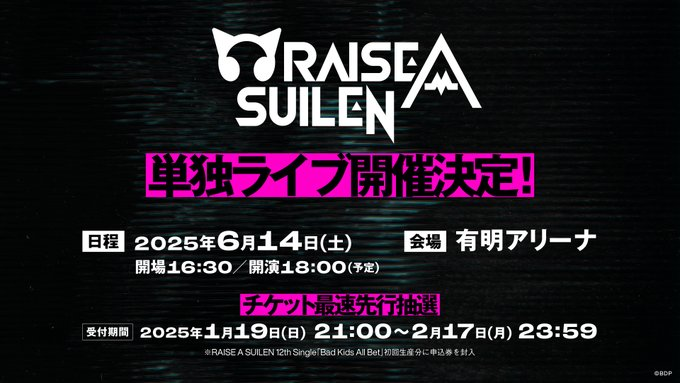 RAISE A
SUILEN
単独ライブ開催決定!
日程 2025年6月14日(土) 会場 有明アリーナ
開場16:30/開演18:00(予定)
チケット最速先行抽選
受付期間 2025年1月19日(日) 21:00〜2月17日(月) 23:59
※RAISE A SUILEN 12th Single「Bad Kids All Bet」初回生産分に申込券を封入
©BDP